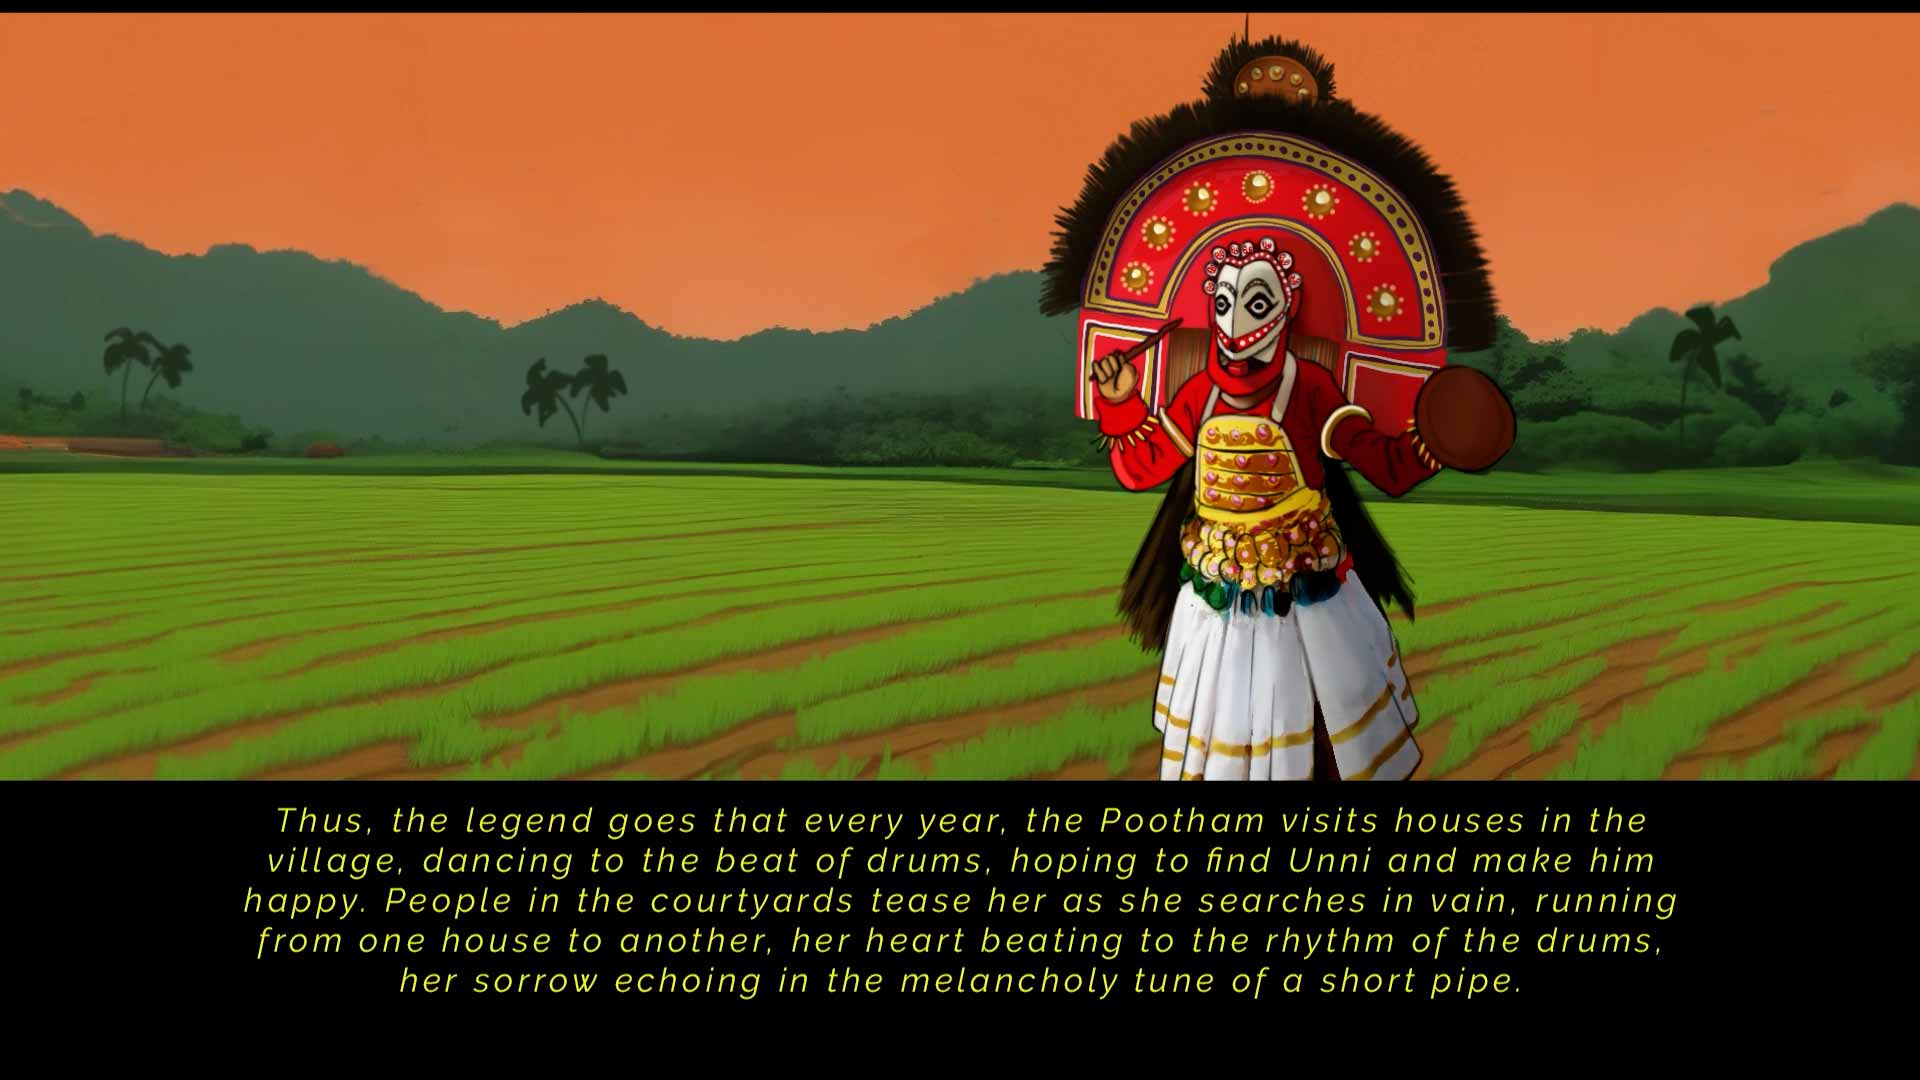 Thus, the legend goes that every year, the Pootham visits houses in the
village, dancing to the beat of drums, hoping to find Unni and make him
happy. People in the courtyards tease her as she searches in vain, running
from one house to another, her heart beating to the rhythm of the drums,
her sorrow echoing in the melancholy tune of a short pipe.